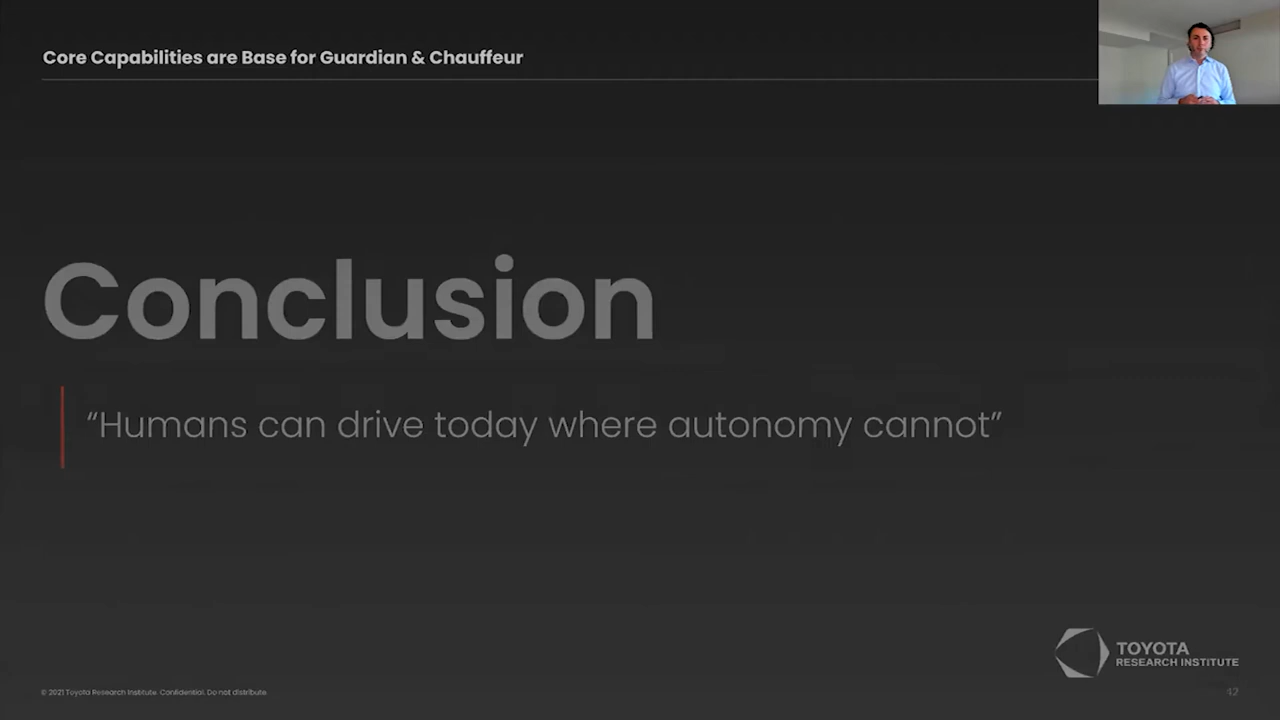 Core Capabilities are Base for Guardian & Chauffeur
Conclusion
“Humans can drive today where autonomy cannot”
TOYOTA
RESEARCH INSTITUTE
© 2021 Toyota Research Institute. Confidential. Do not distribute.
42